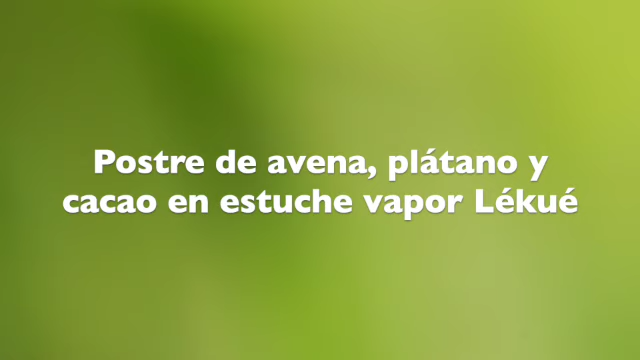 Postre de avena, plátano y
cacao en estuche vapor Lékué